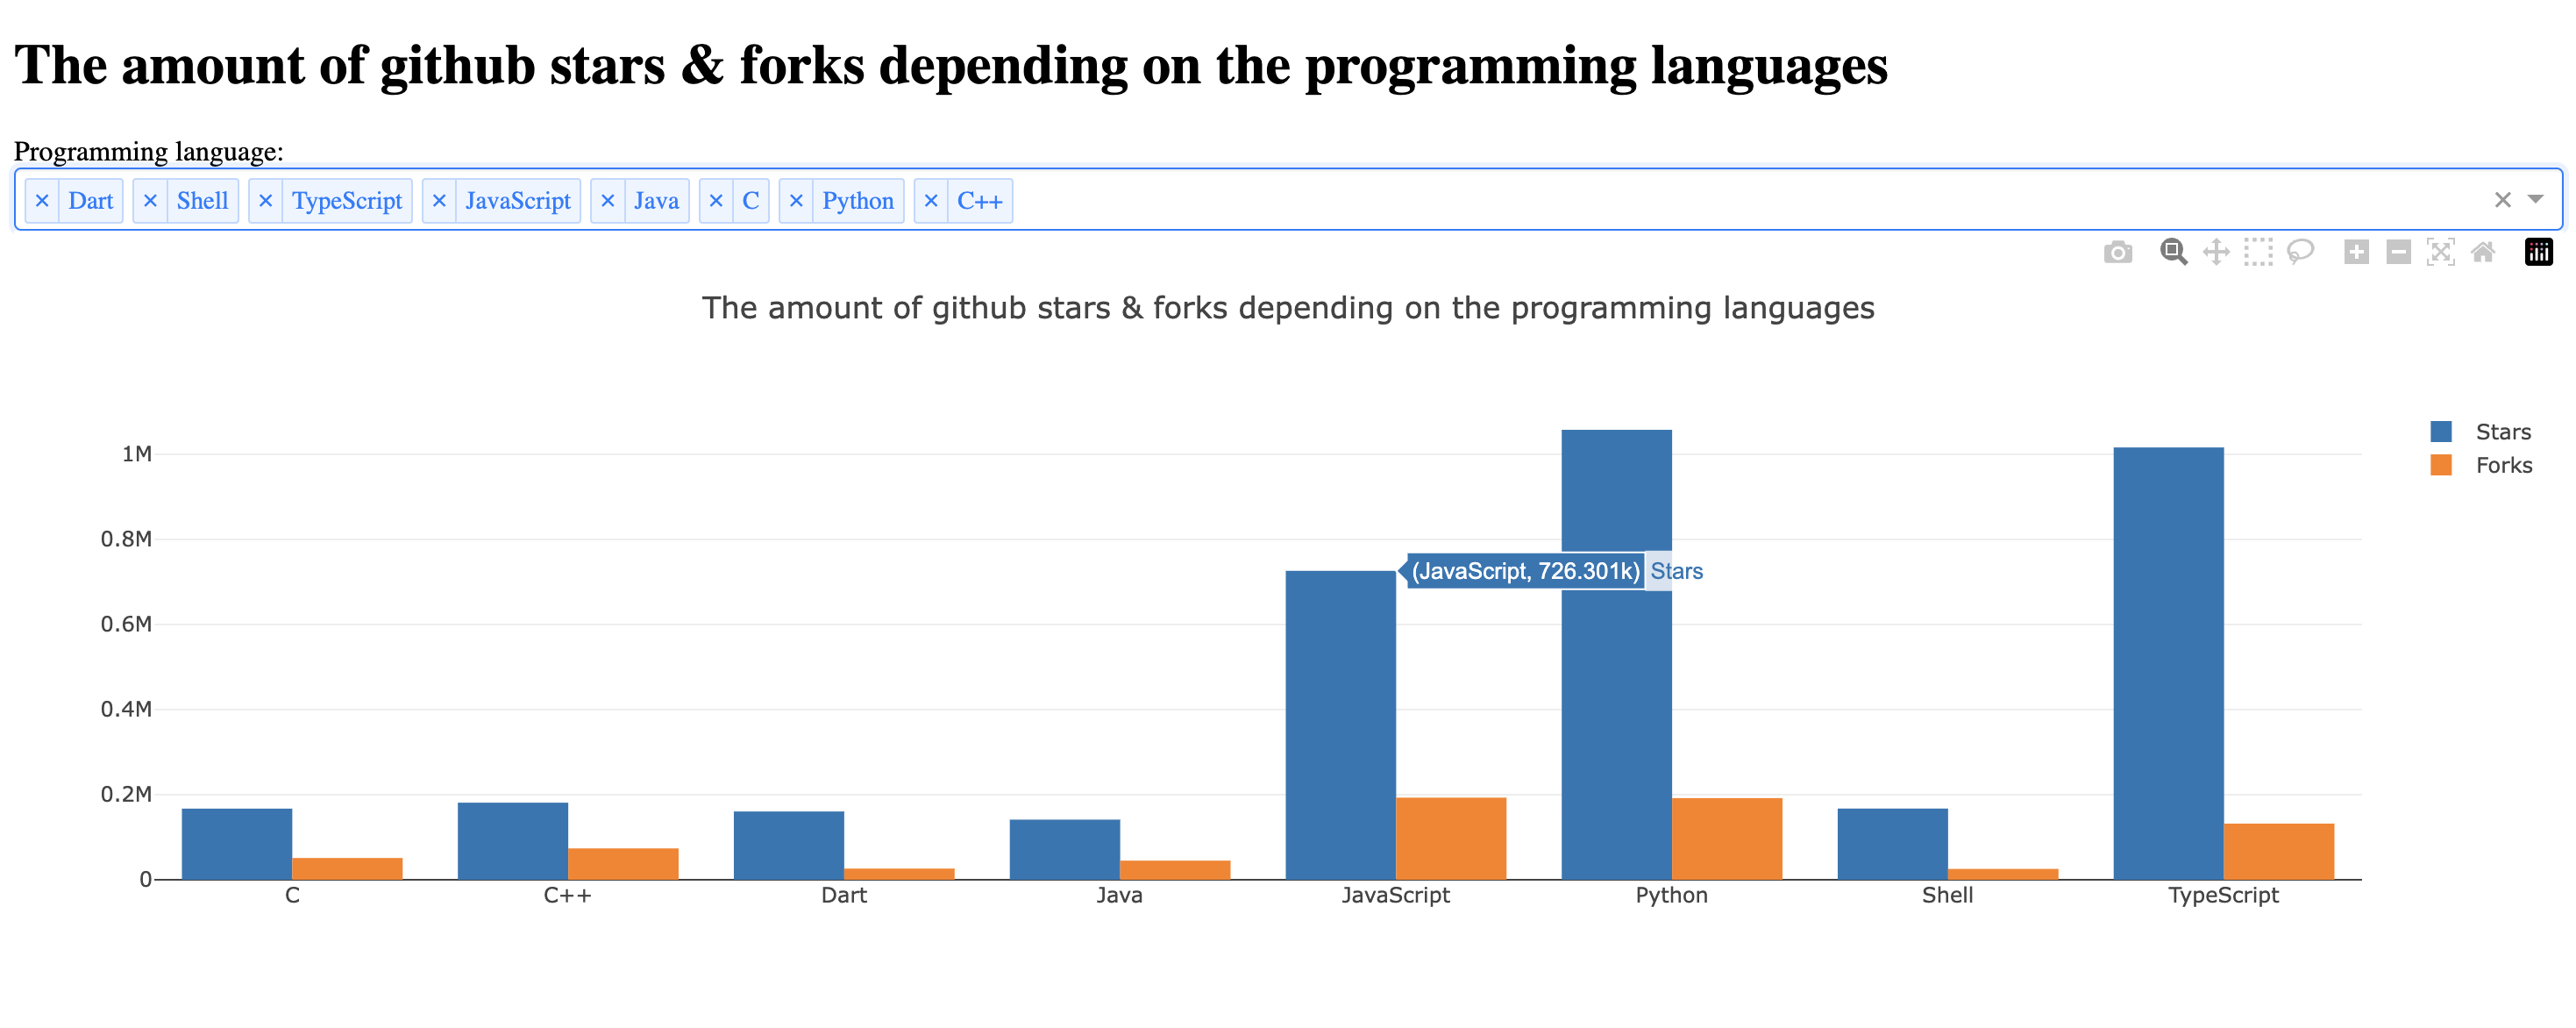 The amount of github stars & forks depending on the programming languages
Programming language:
× Dart × Shell × TypeScript × JavaScript × Java × C × Python × C++
The amount of github stars & forks depending on the programming languages
Stars
Forks
1M
0.8M
(JavaScript, 726.301k) Stars
0.6M
0.4M
0.2M
0
C C++ Dart Java JavaScript Python Shell TypeScript